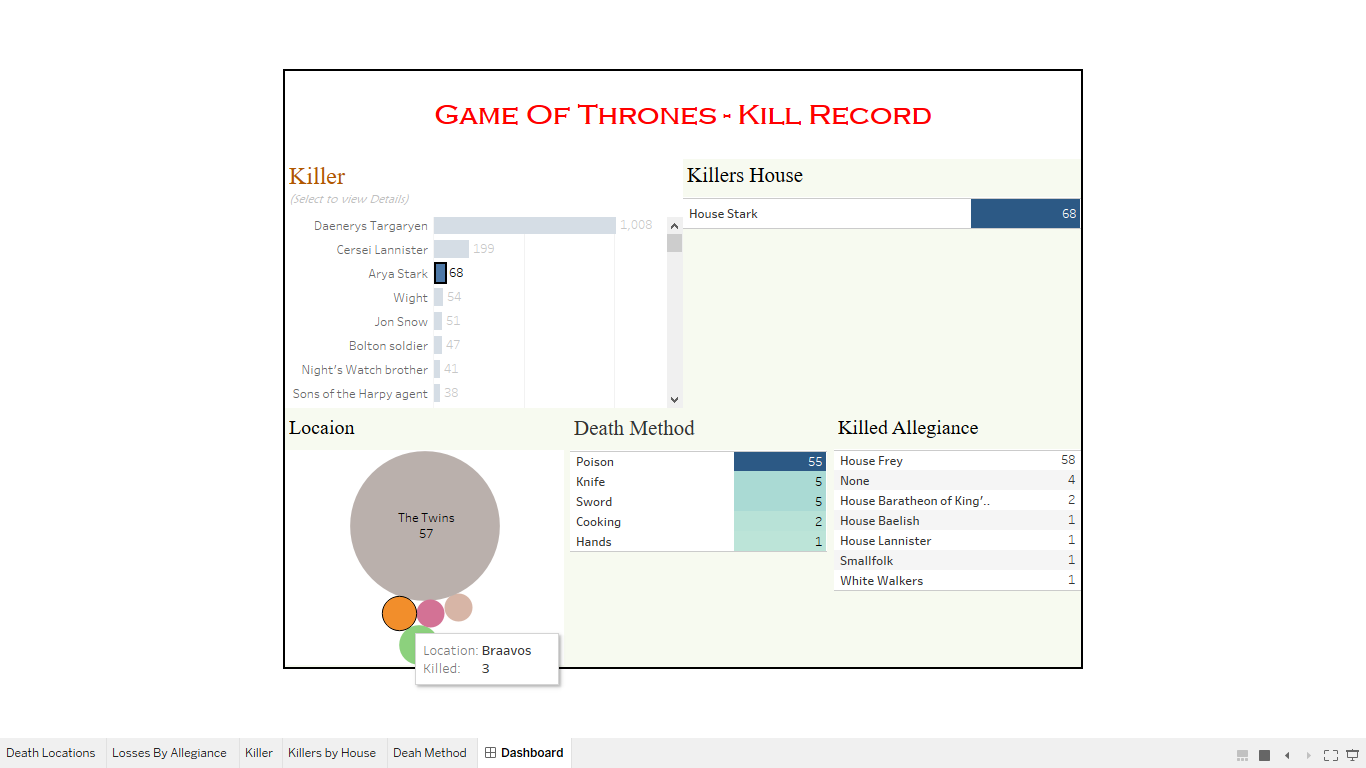 Game Of Thrones - Kill Record
Killer
(Select to view Details)
Daenerys Targaryen 1,008
Cersei Lannister 199
Arya Stark 68
Wight 54
Jon Snow 51
Bolton soldier 47
Night's Watch brother 41
Sons of the Harpy agent 38
Killers House
House Stark 68
Locaion
The Twins
57
Location: Braavos
Killed: 3
Death Method
Poison 55
Knife 5
Sword 5
Cooking 2
Hands 1
Killed Allegiance
House Frey 58
None 4
House Baratheon of King'.. 2
House Baelish 1
House Lannister 1
Smallfolk 1
White Walkers 1
Death Locations Losses By Allegiance Killer Killers by House Deah Method Dashboard